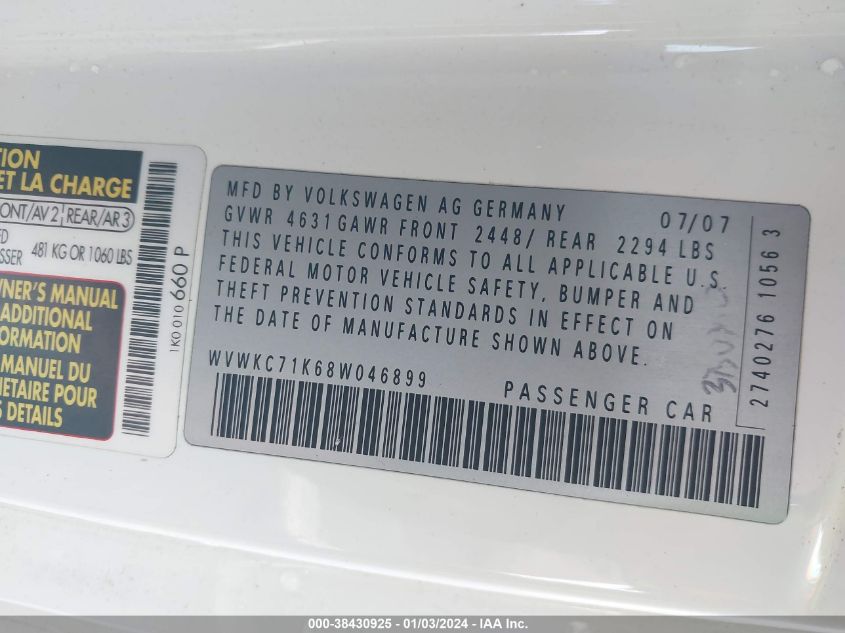 TION
ET LA CHARGE
ONT/AV 2 REAR/AR 3
ED
SSER 481 KG OR 1060 LBS
WNER'S MANUAL
ADDITIONAL
FORMATION
MANUEL DU
IÉTAIRE POUR
S DETAILS
1K0 010 660 P
MFD BY VOLKSWAGEN AG GERMANY 07/07
GVWR 4631 GAWR FRONT 2448/ REAR 2294 LBS
THIS VEHICLE CONFORMS TO ALL APPLICABLE U.S.
FEDERAL MOTOR VEHICLE SAFETY, BUMPER AND
THEFT PREVENTION STANDARDS IN EFFECT ON
THE DATE OF MANUFACTURE SHOWN ABOVE.
WVWKC71K68W046899
PASSENGER CAR
2740276 1056 3
000-38430925 - 01/03/2024 - IAA Inc.